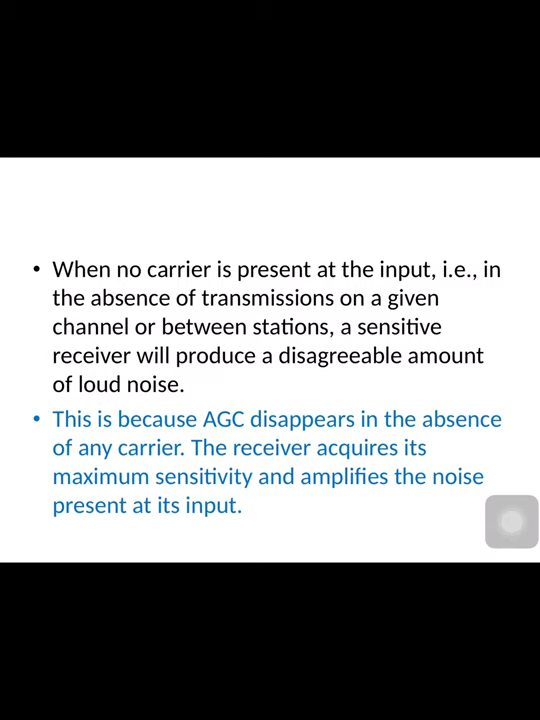 • When no carrier is present at the input, i.e., in
the absence of transmissions on a given
channel or between stations, a sensitive
receiver will produce a disagreeable amount
of loud noise.
• This is because AGC disappears in the absence
of any carrier. The receiver acquires its
maximum sensitivity and amplifies the noise
present at its input.